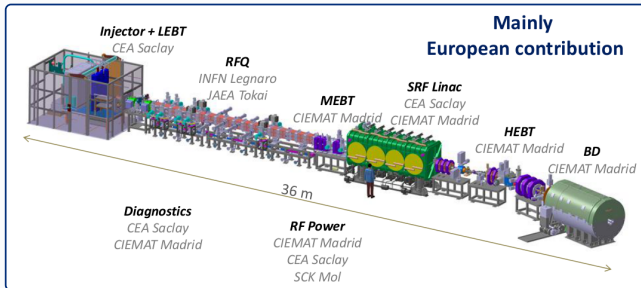 Mainly
European contribution
Injector + LEBT
CEA Saclay
RFQ
INFN Legnaro
JAEA Tokai
MEBT
CIEMAT Madrid
SRF Linac
CEA Saclay
CIEMAT Madrid
HEBT
CIEMAT Madrid
BD
CIEMAT Madrid
36 m
Diagnostics
CEA Saclay
CIEMAT Madrid
RF Power
CIEMAT Madrid
CEA Saclay
SCK Mol